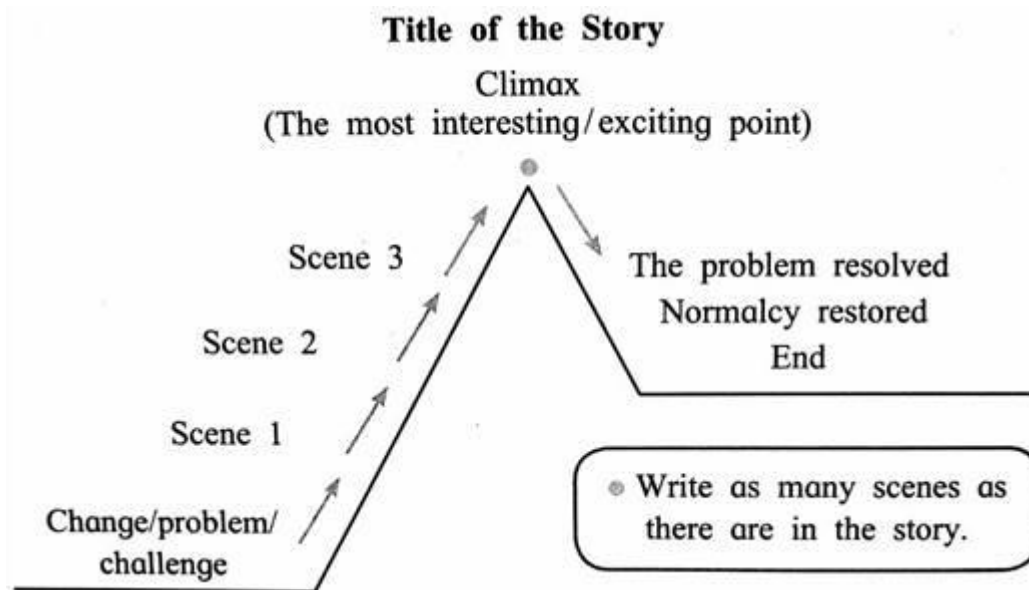 Title of the Story
Climax
(The most interesting/exciting point)
Scene 3
Scene 2
Scene 1
Change/problem/
challenge
The problem resolved
Normalcy restored
End
Write as many scenes as
there are in the story.